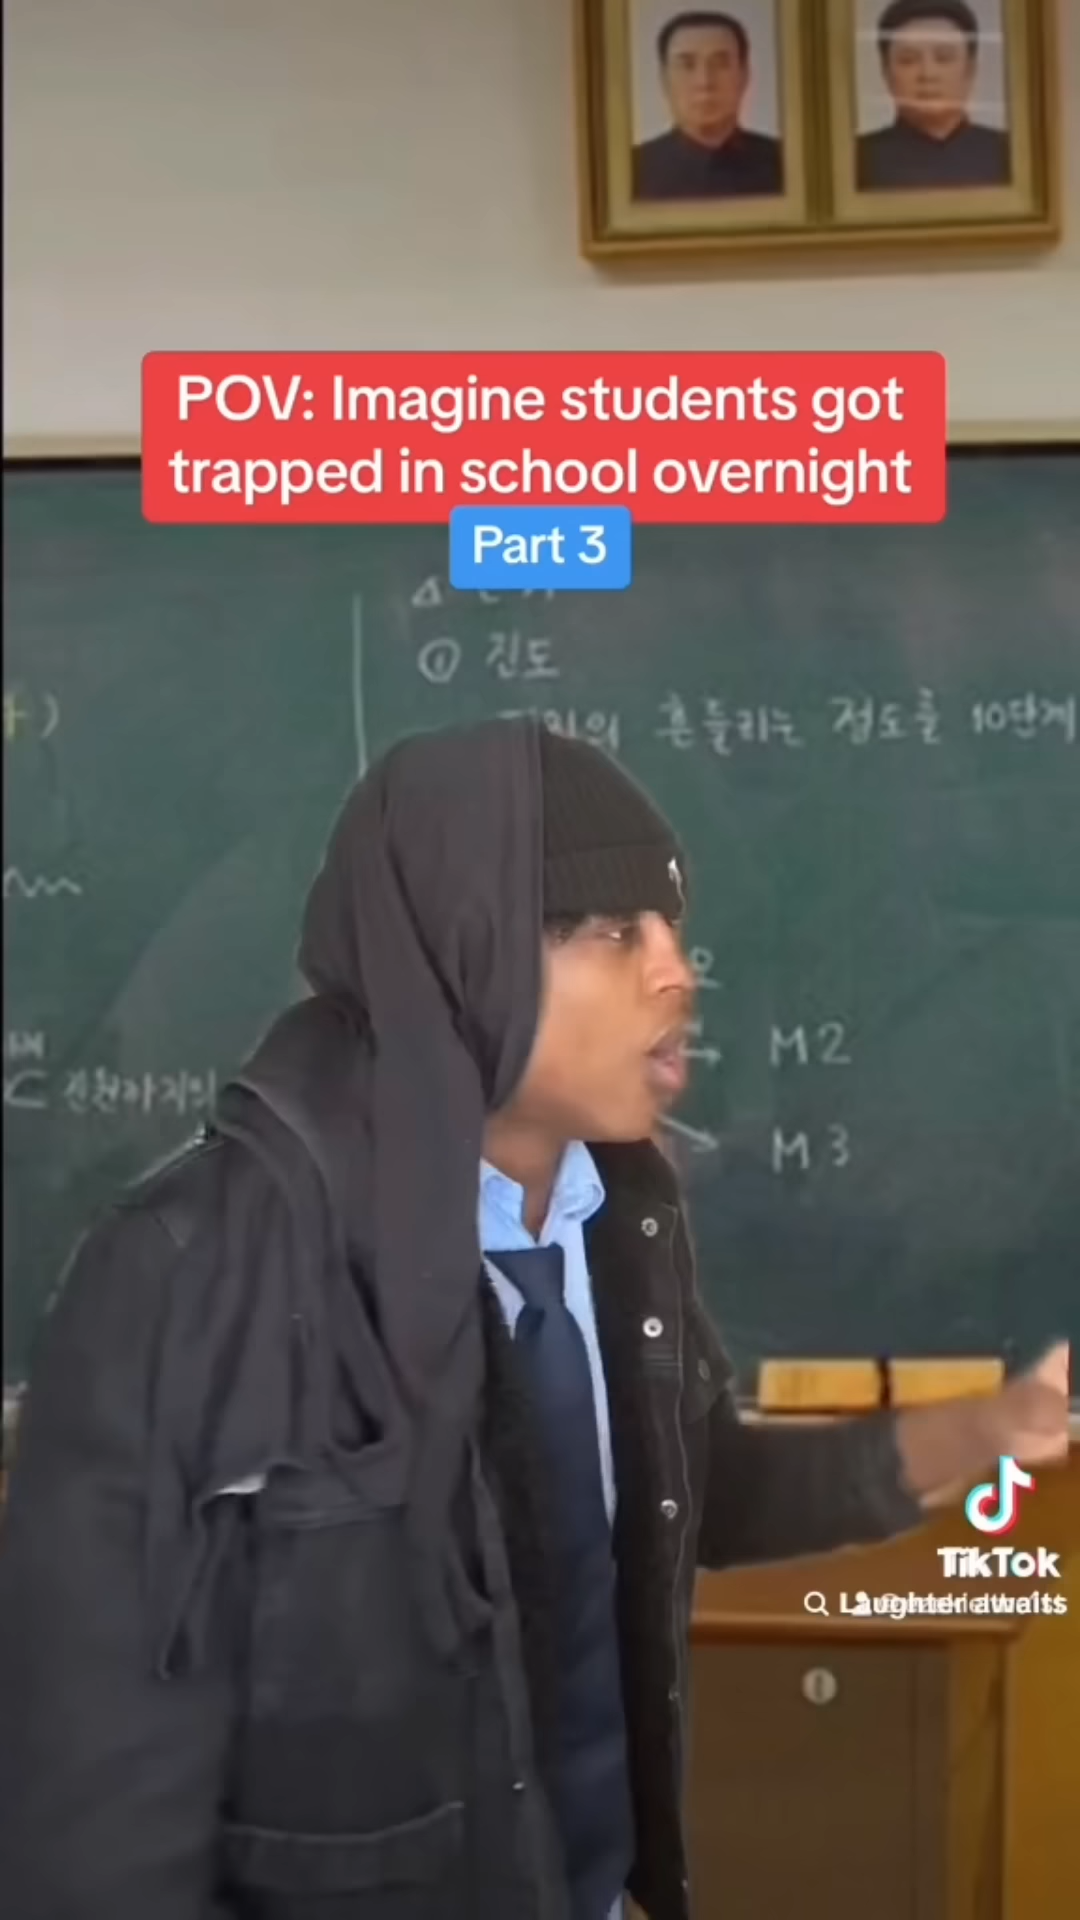 POV: Imagine students got
trapped in school overnight
Part 3
① 진도
흔들리는 정도를 10단계
M2
M3
TikTok